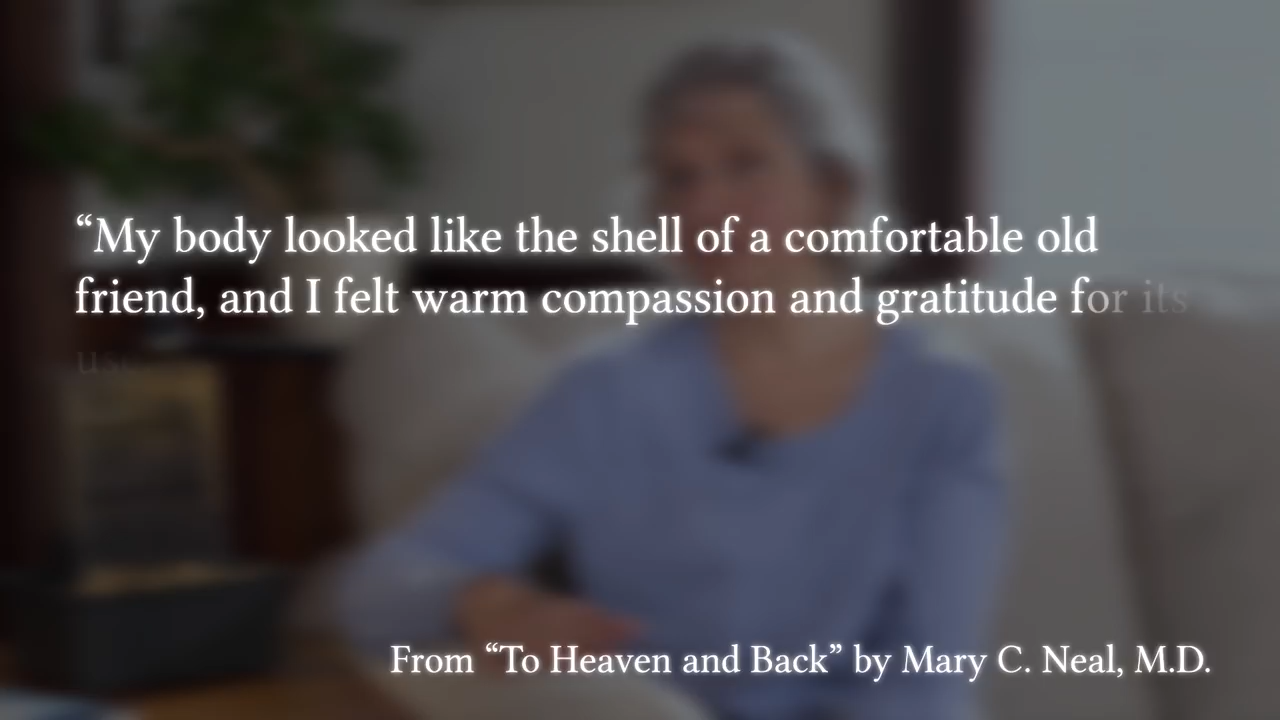 “My body looked like the shell of a comfortable old
friend, and I felt warm compassion and gratitude for its
From “To Heaven and Back” by Mary C. Neal, M.D.